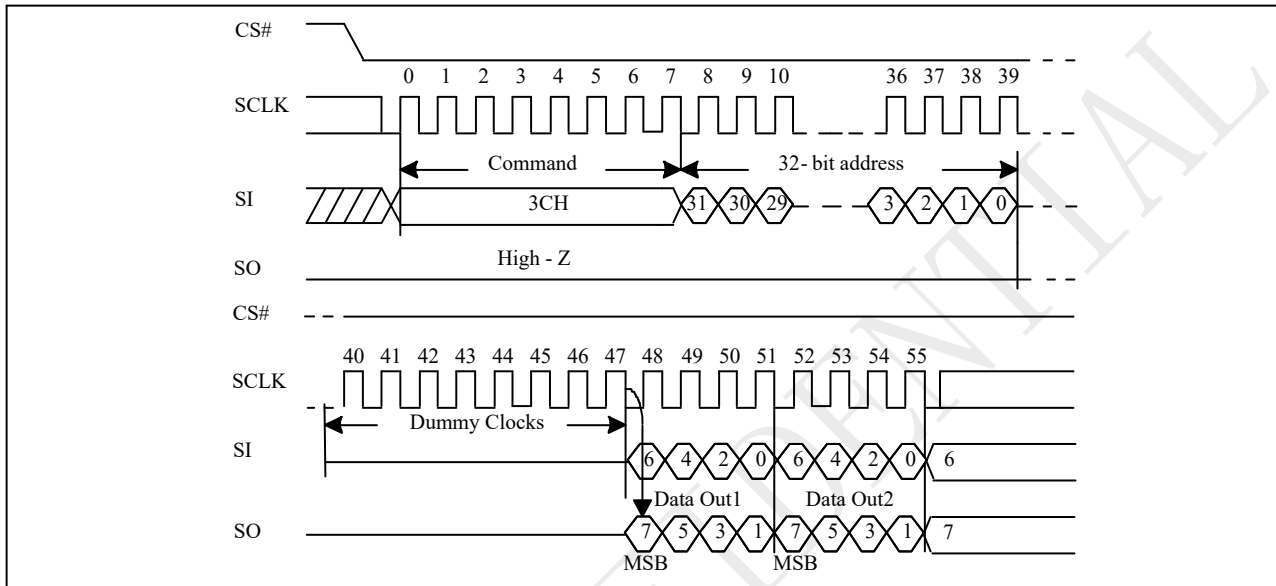 CS#
0 1 2 3 4 5 6 7 8 9 10 36 37 38 39
SCLK
Command 32- bit address
SI 3CH 31 30 29 3 2 1 0
High - Z
SO
CS#
40 41 42 43 44 45 46 47 48 49 50 51 52 53 54 55
SCLK
Dummy Clocks
SI 6 4 2 0 6 4 2 0 6
Data Out1 Data Out2
SO 7 5 3 1 7 5 3 1 7
MSB MSB